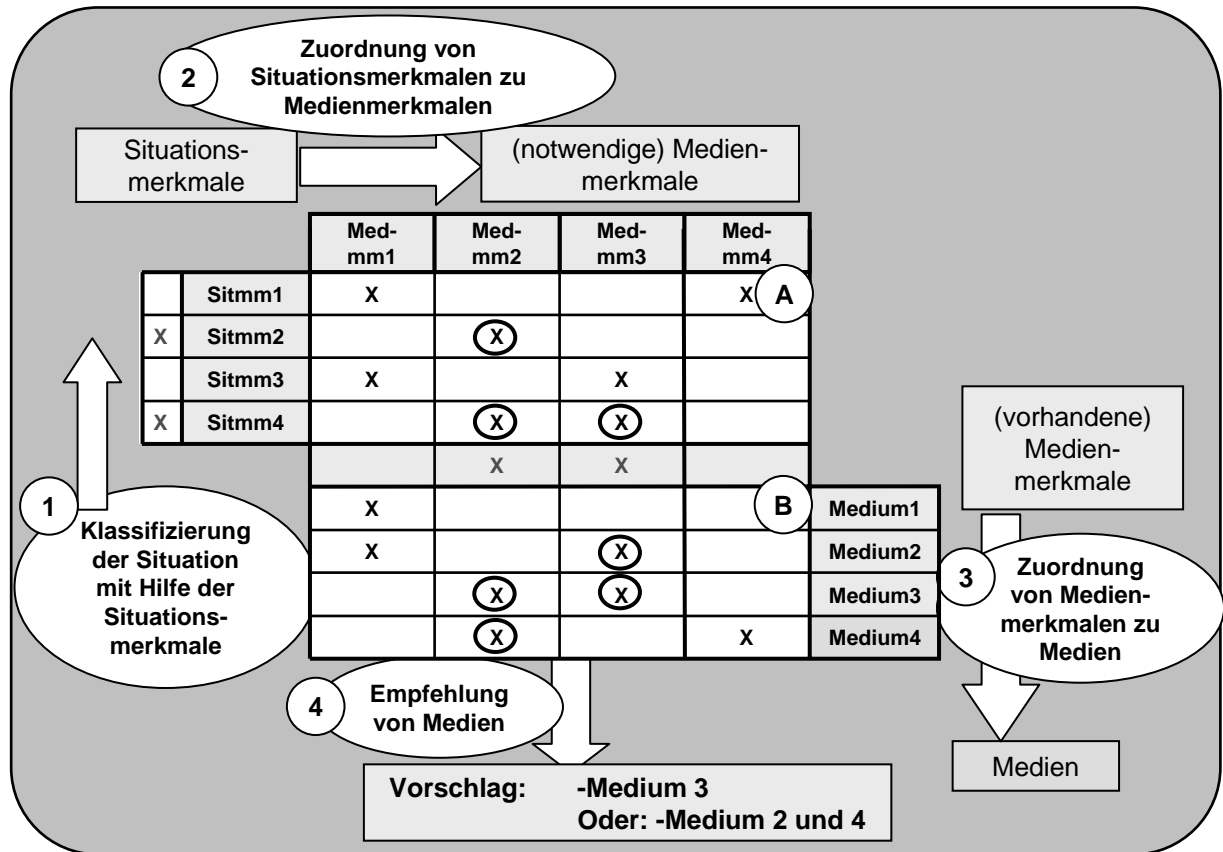 2
Zuordnung von
Situationsmerkmalen zu
Medienmerkmalen
Situations-
merkmale
(notwendige) Medien-
merkmale
Med- Med- Med- Med-
mm1 mm2 mm3 mm4
Sitmm1 X X A
X Sitmm2 X
Sitmm3 X X
X Sitmm4 X X
X X
(vorhandene)
Medien-
merkmale
1
Klassifizierung
der Situation
mit Hilfe der
Situations-
merkmale
X B Medium1
X X Medium2
X X Medium3
X X Medium4
3
Zuordnung
von Medien-
merkmalen zu
Medien
4
Empfehlung
von Medien
Medien
Vorschlag: -Medium 3
Oder: -Medium 2 und 4